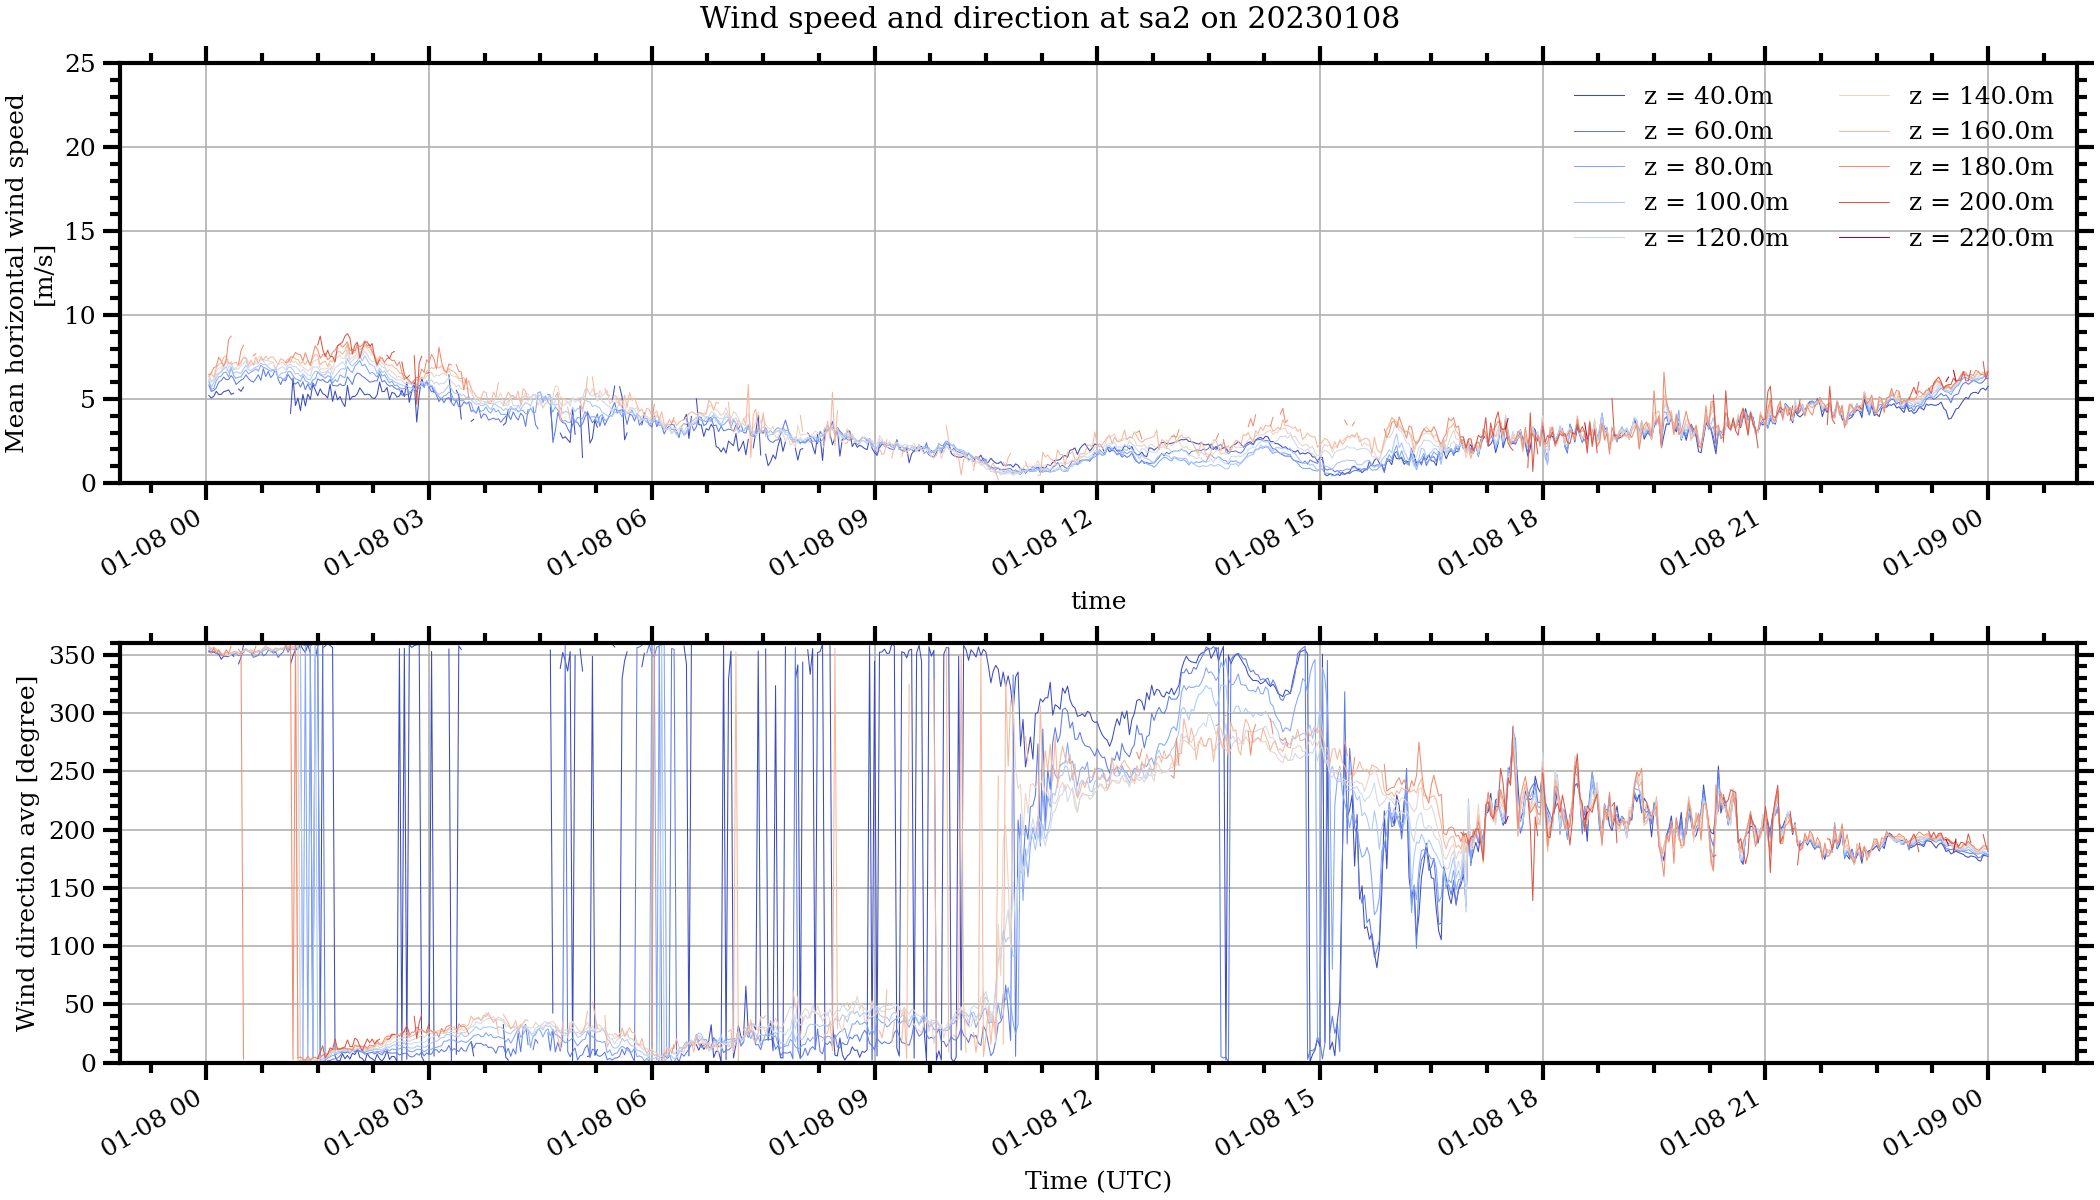 Wind speed and direction at sa2 on 20230108
Mean horizontal wind speed
[m/s]
25
20
15
10
5
0
z = 40.0m
z = 60.0m
z = 80.0m
z = 100.0m
z = 120.0m
z = 140.0m
z = 160.0m
z = 180.0m
z = 200.0m
z = 220.0m
01-08 00
01-08 03
01-08 06
01-08 09
01-08 12
01-08 15
01-08 18
01-08 21
01-09 00
time
Wind direction avg [degree]
350
300
250
200
150
100
50
0
01-08 00
01-08 03
01-08 06
01-08 09
01-08 12
01-08 15
01-08 18
01-08 21
01-09 00
Time (UTC)